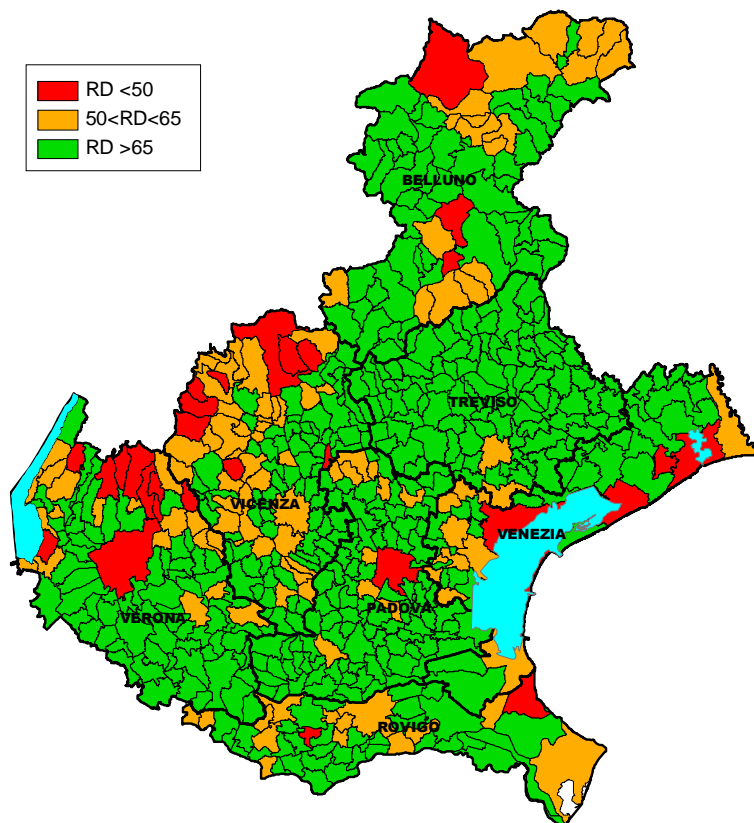 RD <50
50<RD<65
RD >65
BELLUNO
TREVISO
VICENZA
VENEZIA
PADOVA
VERONA
ROVIGO